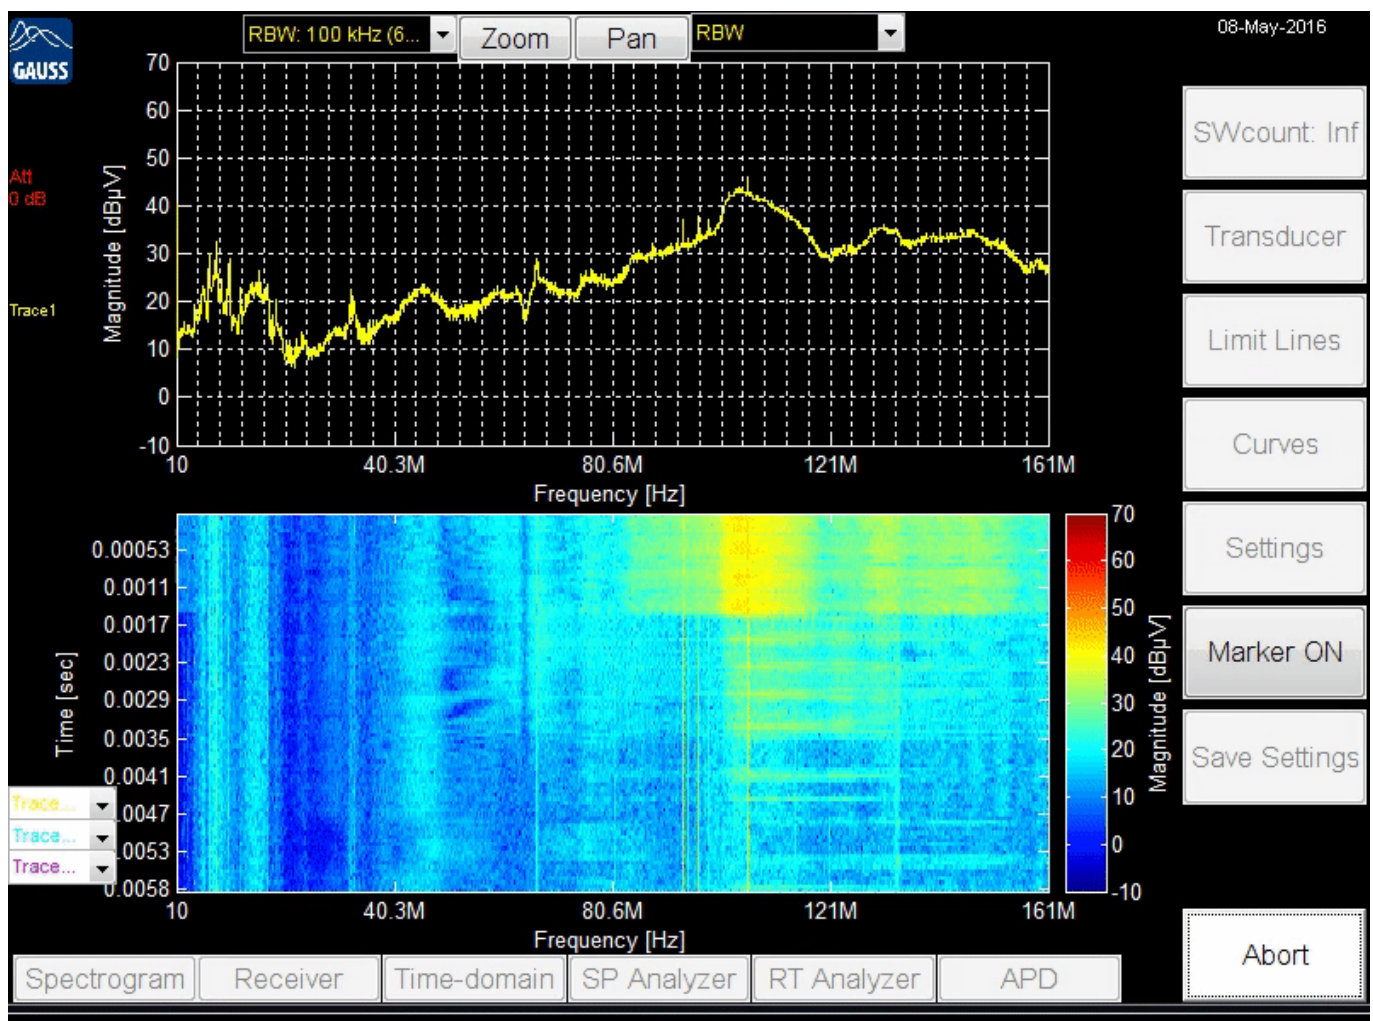 GAUSS
RBW: 100 kHz (6...
Zoom
Pan
RBW
08-May-2016
Att
0 dB
Trace1
Magnitude [dBµV]
70
60
50
40
30
20
10
0
-10
10
40.3M
80.6M
121M
161M
Frequency [Hz]
SWcount: Inf
Transducer
Limit Lines
Curves
Settings
Marker ON
Save Settings
Abort
Time [sec]
0.00053
0.0011
0.0017
0.0023
0.0029
0.0035
0.0041
.0047
.0053
0.0058
Trace...
Trace...
Trace...
10
40.3M
80.6M
121M
161M
Frequency [Hz]
70
60
50
40
30
20
10
0
-10
Magnitude [dBµV]
Spectrogram
Receiver
Time-domain
SP Analyzer
RT Analyzer
APD